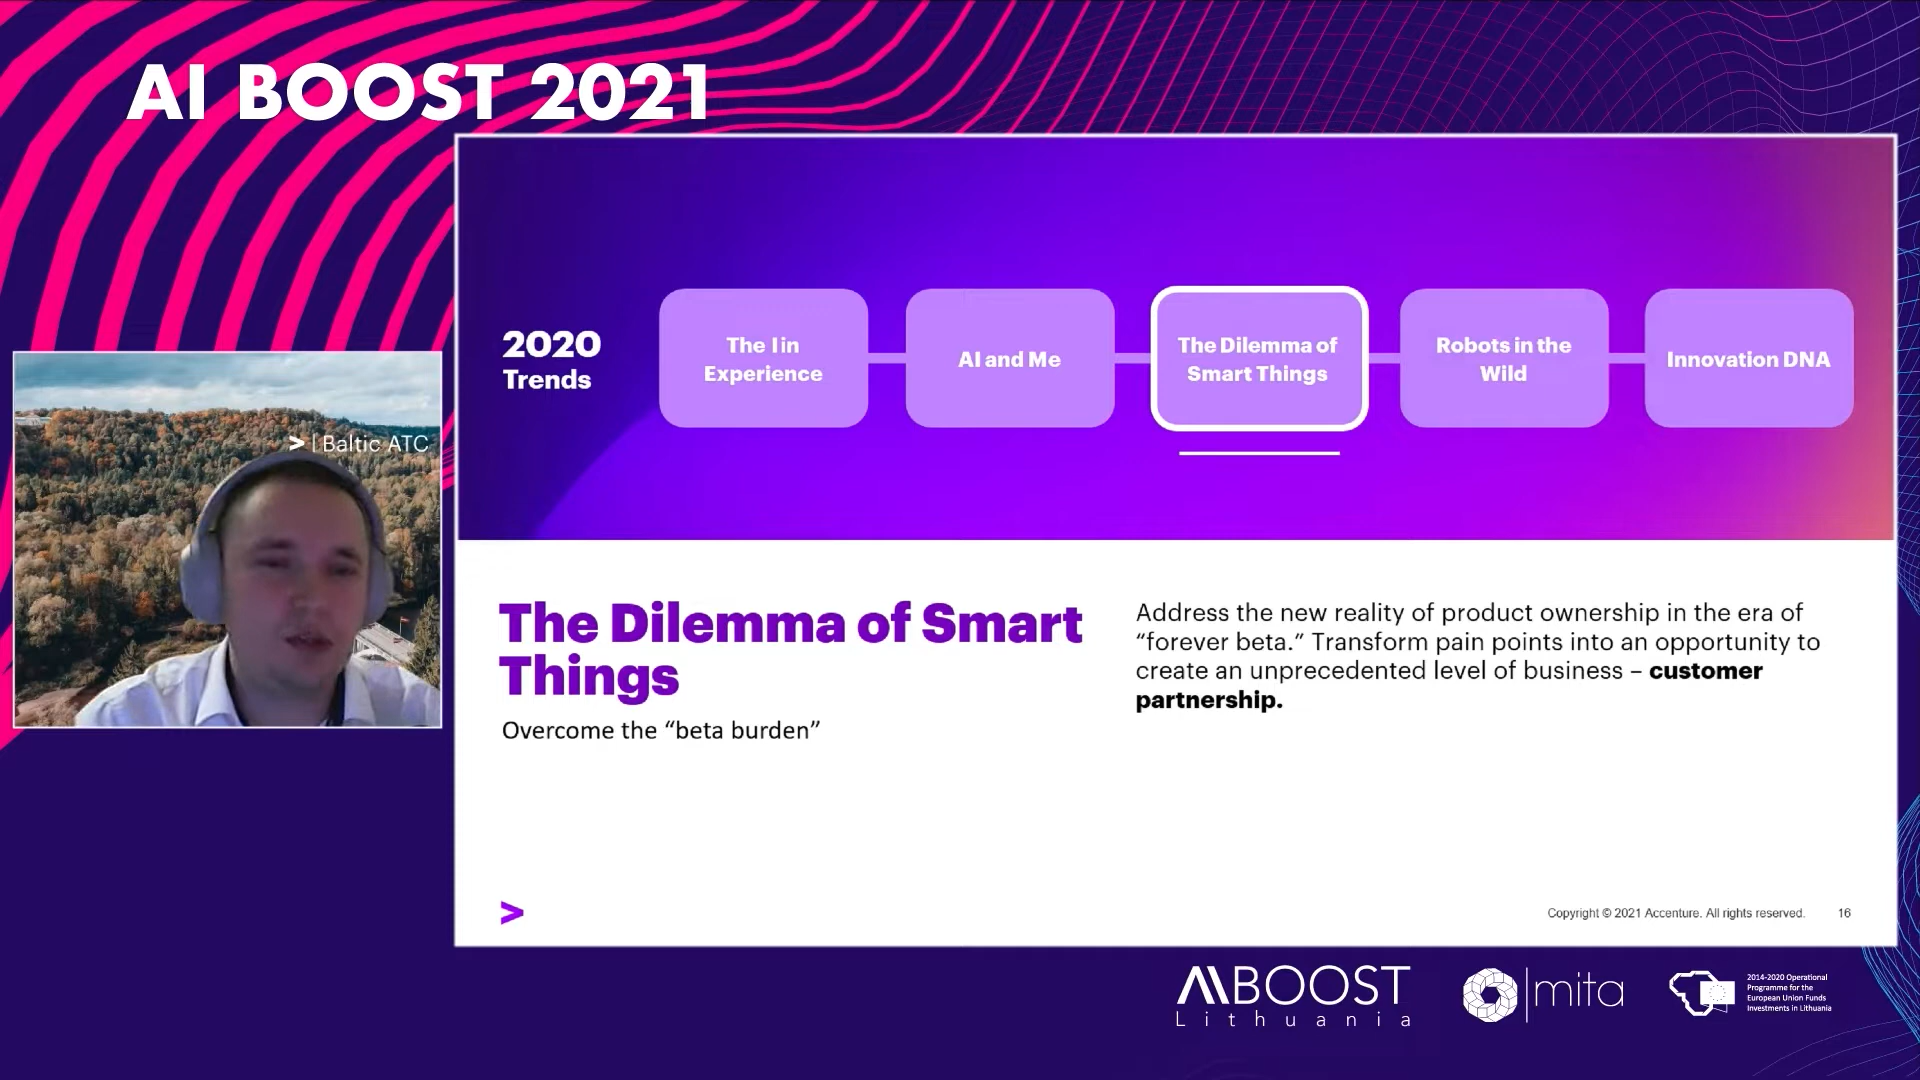 AI BOOST 2021
2020
Trends
The I in
Experience
AI and Me
The Dilemma of
Smart Things
Robots in the
Wild
Innovation DNA
> | Baltic ATC
The Dilemma of Smart
Things
Overcome the “beta burden”
Address the new reality of product ownership in the era of
“forever beta.” Transform pain points into an opportunity to
create an unprecedented level of business – customer
partnership.
>
Copyright © 2021 Accenture. All rights reserved. 16
AI BOOST
Lithuania
mita
2014-2020 Operational
Programme for the
European Union Funds
Investments in Lithuania